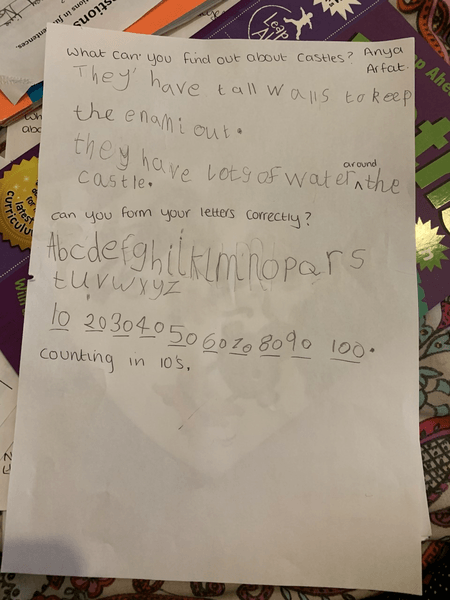 What can you find out about castles? Anya
Arfat.
They have tall walls to keep
the enami out.
they have lots of water around the
castle.
can you form your letters correctly?
Abcdefghijklmnopqrs
tuvwxyz
10 20 30 40 50 60 70 80 90 100.
counting in 10s.